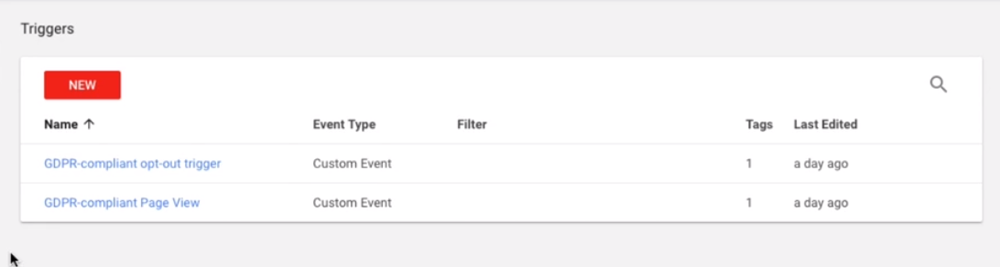 Triggers
NEW
Name ↑ Event Type Filter Tags Last Edited
GDPR-compliant opt-out trigger Custom Event 1 a day ago
GDPR-compliant Page View Custom Event 1 a day ago